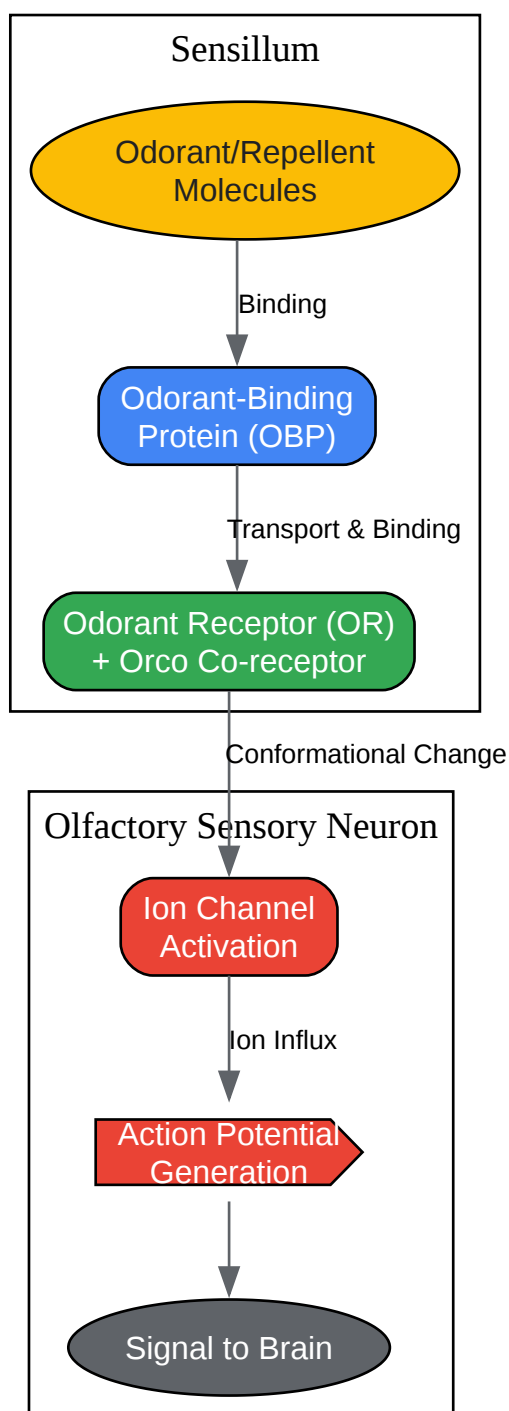 Sensillum
Odorant/Repellent
Molecules
Binding
Odorant-Binding
Protein (OBP)
Transport & Binding
Odorant Receptor (OR)
+ Orco Co-receptor
Conformational Change
Olfactory Sensory Neuron
Ion Channel
Activation
Ion Influx
Action Potential
Generation
Signal to Brain